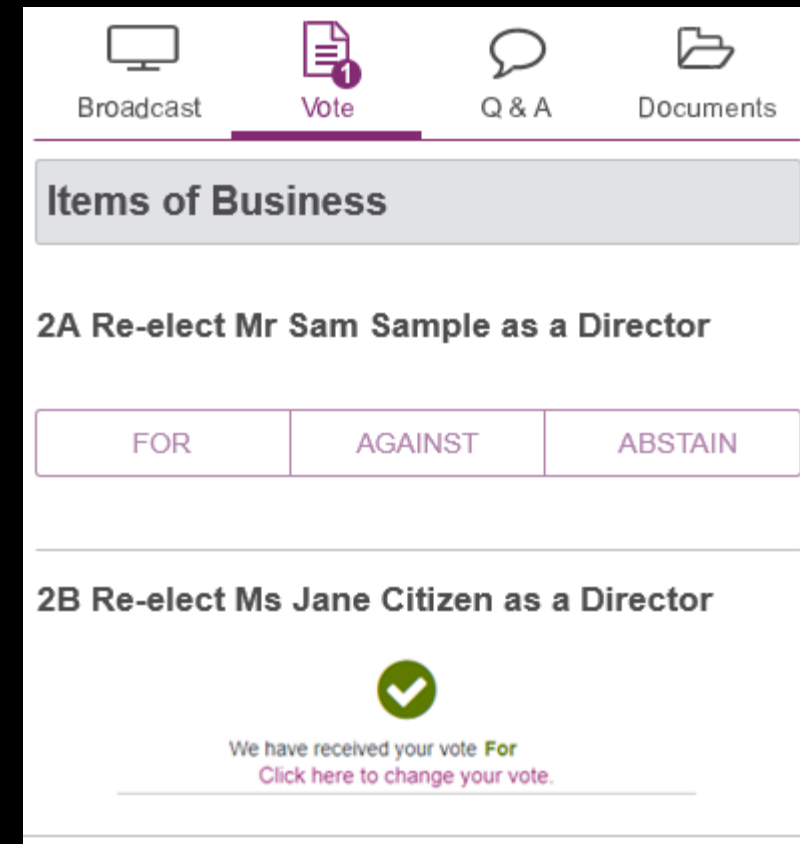 1
Broadcast Vote Q & A Documents
Items of Business
2A Re-elect Mr Sam Sample as a Director
FOR AGAINST ABSTAIN
2B Re-elect Ms Jane Citizen as a Director
We have received your vote For
Click here to change your vote.